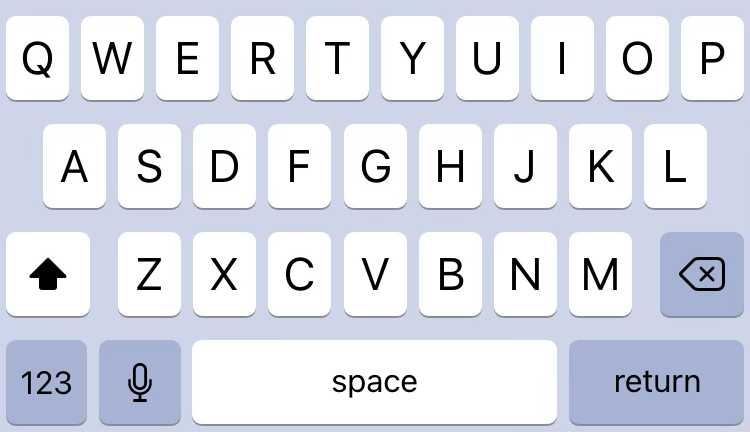 Q W E R T Y U I O P
A S D F G H J K L
Z X C V B N M
123 space return